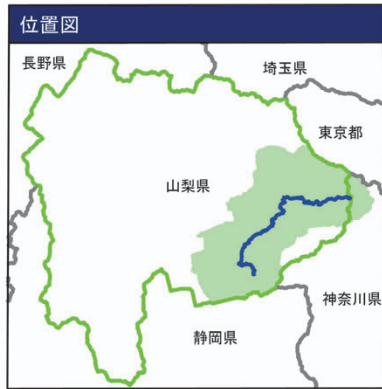 位置図
長野県
埼玉県
東京都
山梨県
神奈川県
静岡県